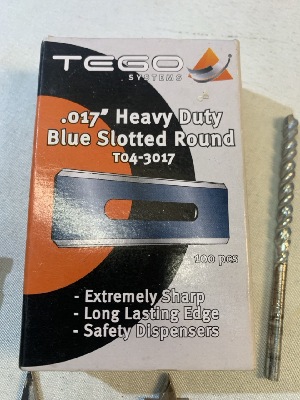 TEGO
SYSTEMS
.017" Heavy Duty
Blue Slotted Round
T04-3017
100 pcs
- Extremely Sharp
- Long Lasting Edge
- Safety Dispensers